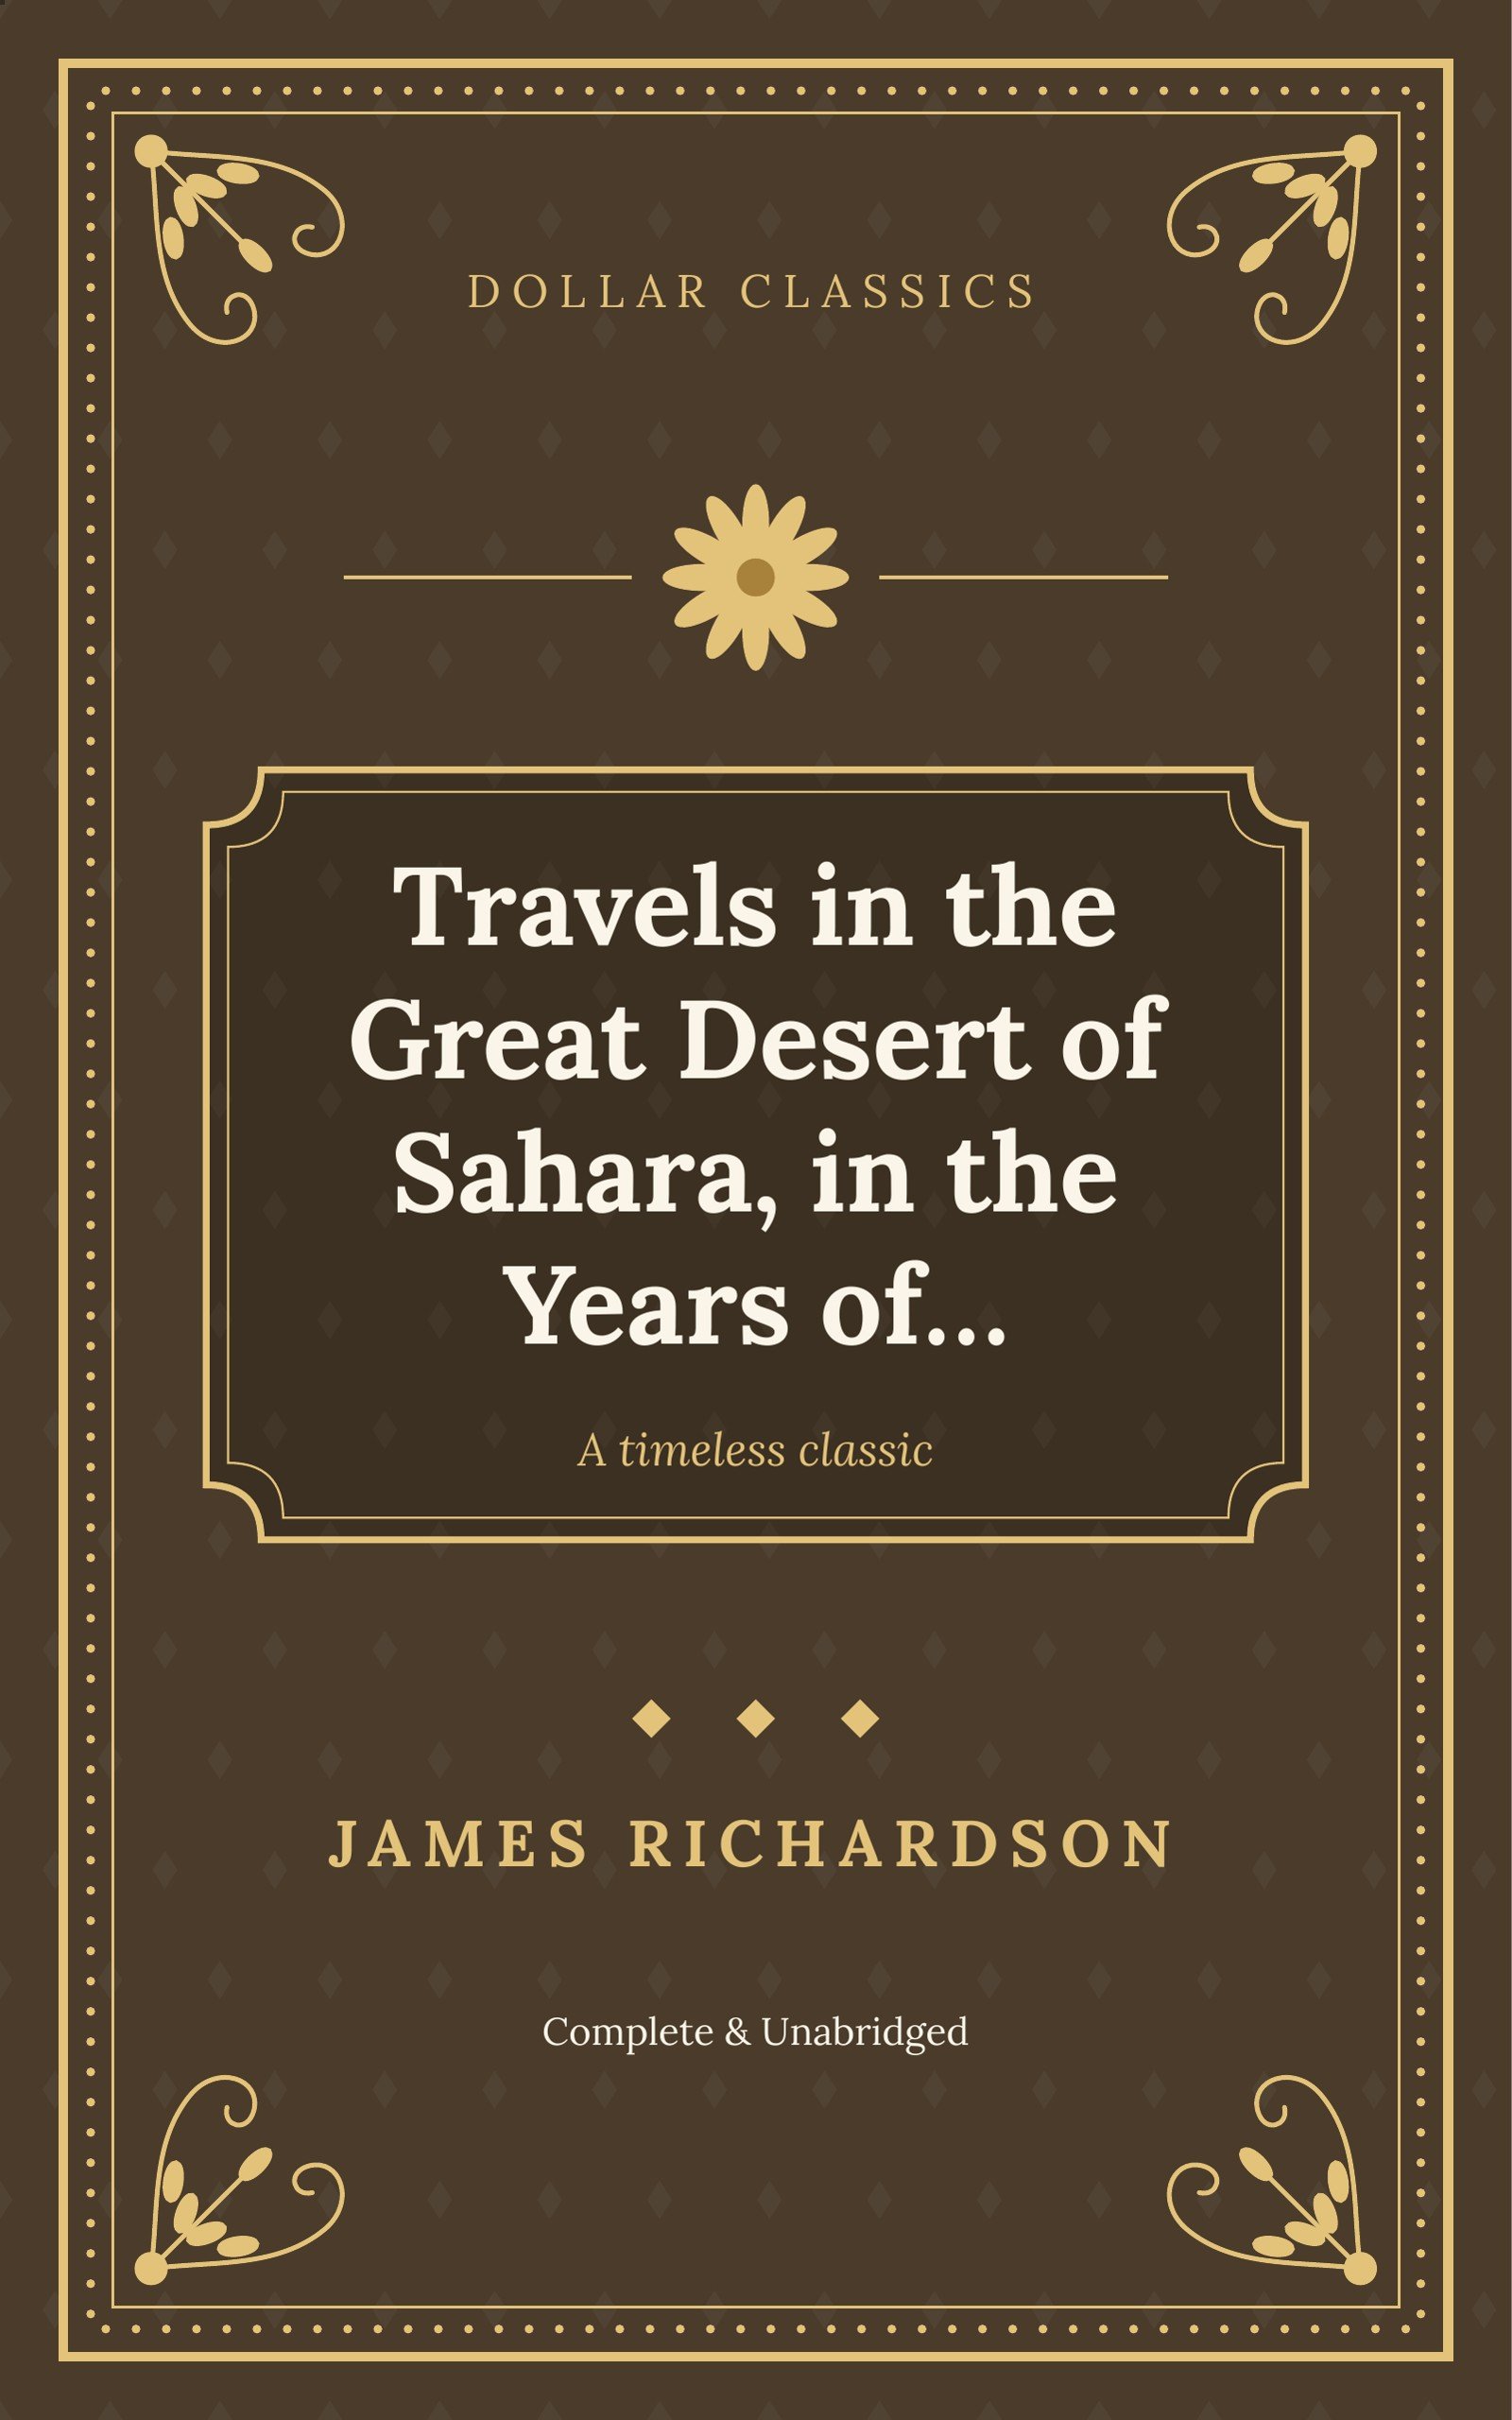 DOLLAR CLASSICS
Travels in the
Great Desert of
Sahara, in the
Years of...
A timeless classic
JAMES RICHARDSON
Complete & Unabridged